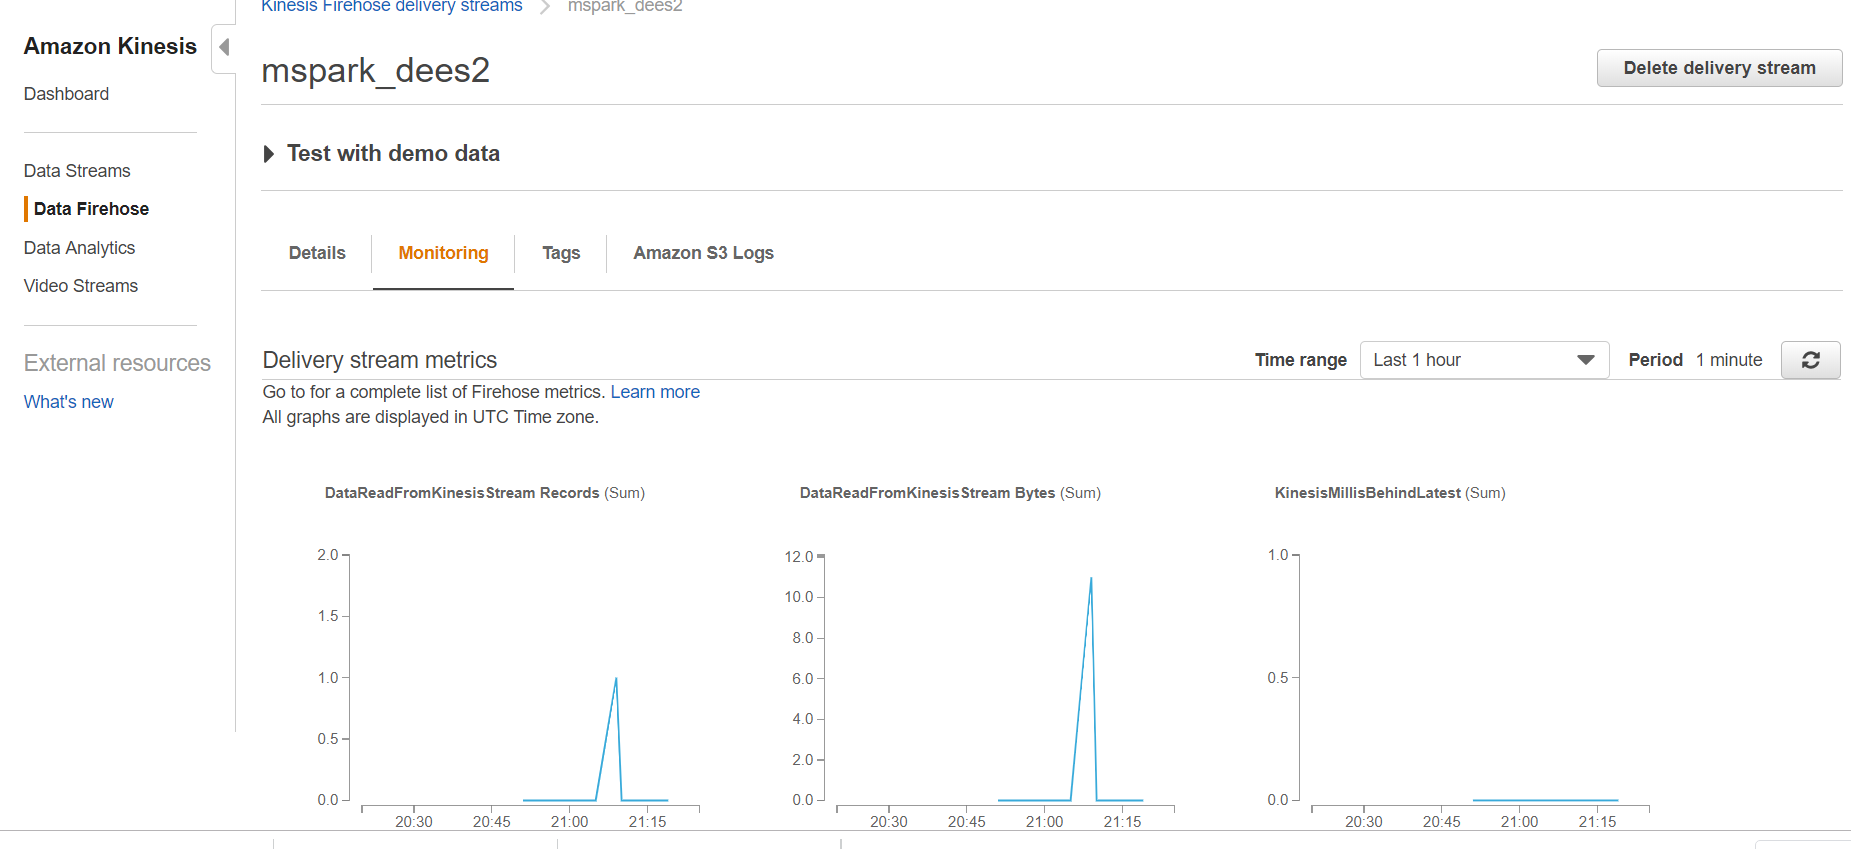 Kinesis Firehose delivery streams mspark_dees2
Amazon Kinesis
Dashboard
Data Streams
Data Firehose
Data Analytics
Video Streams
External resources
What's new
mspark_dees2
Delete delivery stream
Test with demo data
Details Monitoring Tags Amazon S3 Logs
Delivery stream metrics
Time range Last 1 hour Period 1 minute
Go to for a complete list of Firehose metrics. Learn more
All graphs are displayed in UTC Time zone.
DataReadFromKinesisStream Records (Sum)
2.0
1.5
1.0
0.5
0.0
20:30 20:45 21:00 21:15
DataReadFromKinesisStream Bytes (Sum)
12.0
10.0
8.0
6.0
4.0
2.0
0.0
20:30 20:45 21:00 21:15
KinesisMillisBehindLatest (Sum)
1.0
0.5
0.0
20:30 20:45 21:00 21:15